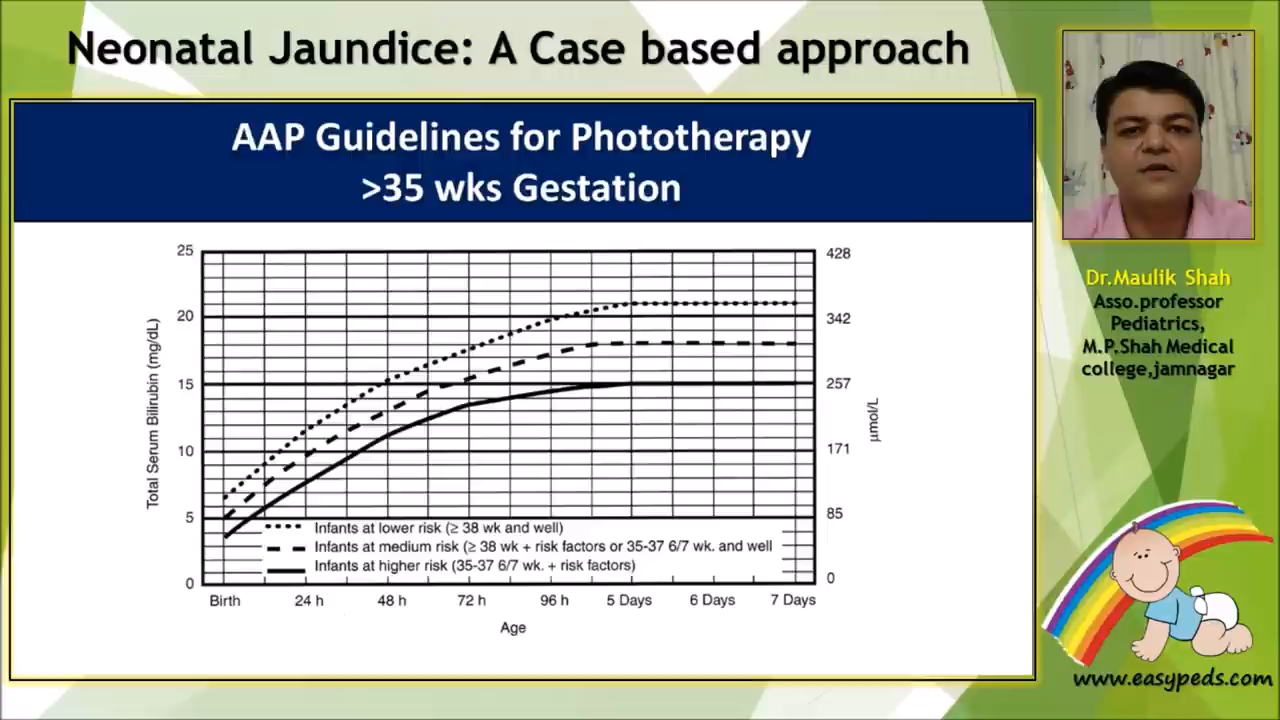 Neonatal Jaundice: A Case based approach
AAP Guidelines for Phototherapy
>35 wks Gestation
25
20
15
10
5
0
Total Serum Bilirubin (mg/dL)
428
342
257
171
85
0
μmol/L
Infants at lower risk (≥ 38 wk and well)
Infants at medium risk (≥ 38 wk + risk factors or 35-37 6/7 wk. and well
Infants at higher risk (35-37 6/7 wk. + risk factors)
Birth 24 h 48 h 72 h 96 h 5 Days 6 Days 7 Days
Age
Dr.Maulik Shah
Asso.professor
Pediatrics,
M.P.Shah Medical
college,jamnagar
www.easypeds.com